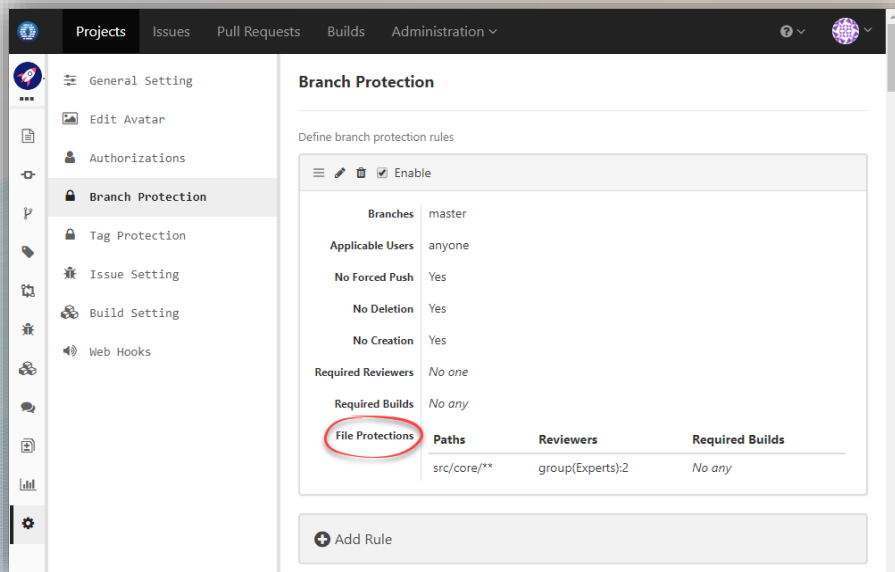 Projects Issues Pull Requests Builds Administration
General Setting
Edit Avatar
Authorizations
Branch Protection
Tag Protection
Issue Setting
Build Setting
Web Hooks
Branch Protection
Define branch protection rules
Enable
Branches master
Applicable Users anyone
No Forced Push Yes
No Deletion Yes
No Creation Yes
Required Reviewers No one
Required Builds No any
File Protections Paths Reviewers Required Builds
src/core/** group(Experts):2 No any
Add Rule